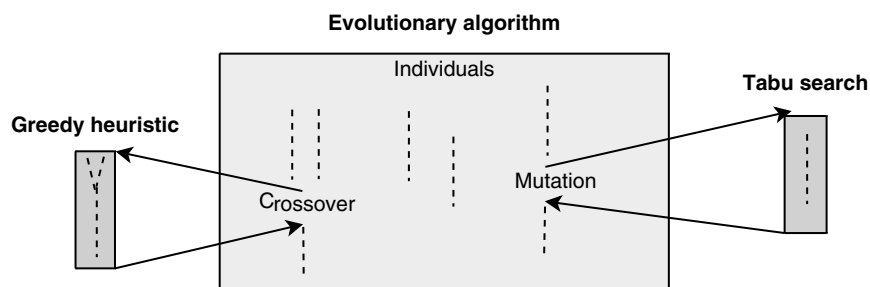 Evolutionary algorithm
Individuals
Tabu search
Greedy heuristic
Mutation
Crossover